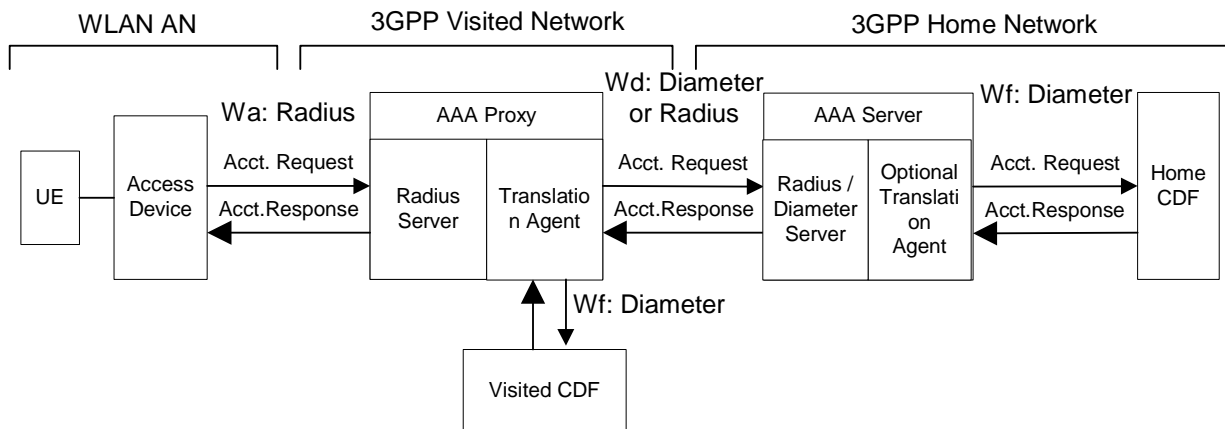 WLAN AN
3GPP Visited Network
3GPP Home Network
Wa: Radius
Wd: Diameter
or Radius
Wf: Diameter
AAA Proxy
AAA Server
UE
Access
Device
Acct. Request
Acct.Response
Radius
Server
Translatio
n Agent
Acct. Request
Acct.Response
Radius /
Diameter
Server
Optional
Translati
on
Agent
Acct. Request
Acct.Response
Home
CDF
Wf: Diameter
Visited CDF